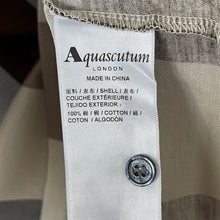 Aquascutum
LONDON
MADE IN CHINA
面料 / 表布 / SHELL / 表布 /
COUCHE EXTÉRIEURE /
TEJIDO EXTERIOR :
100% 棉 / 棉 / COTTON / 綿 /
COTON / ALGODÓN